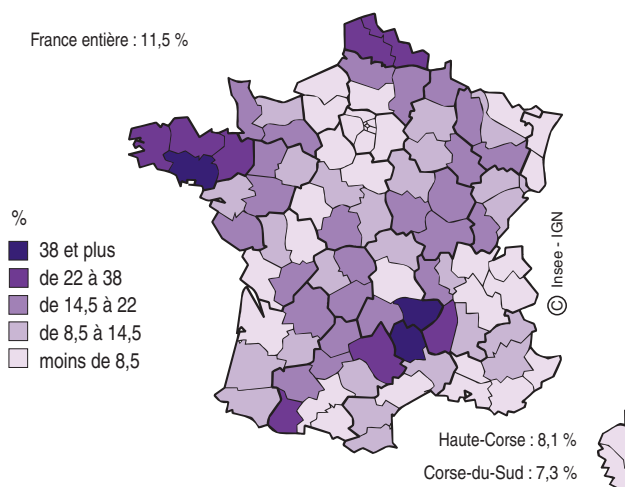 France entière : 11,5 %
%
38 et plus
de 22 à 38
de 14,5 à 22
de 8,5 à 14,5
moins de 8,5
© Insee - IGN
Haute-Corse : 8,1 %
Corse-du-Sud : 7,3 %